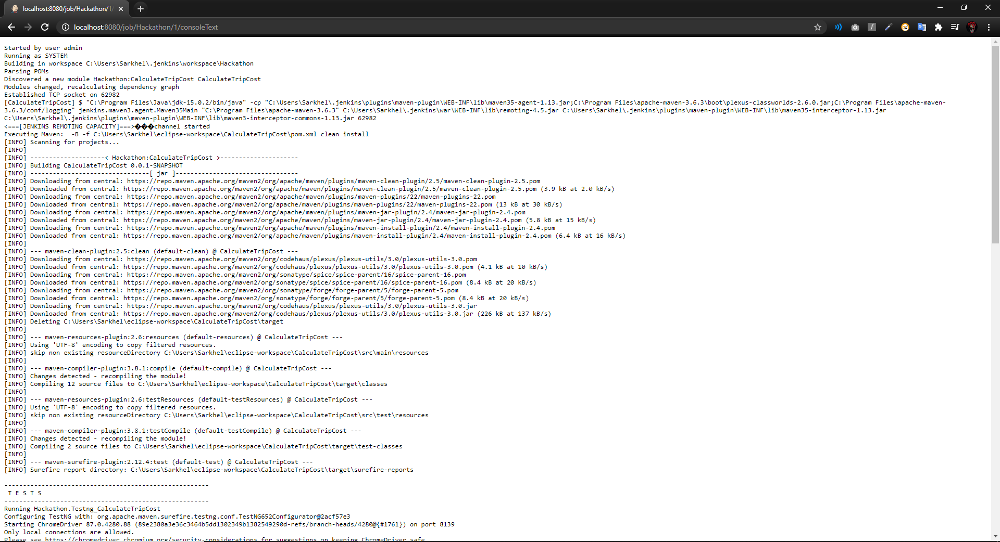 localhost:8080/job/Hackathon/1/
localhost:8080/job/Hackathon/1/consoleText
Started by user admin
Running as SYSTEM
Building in workspace C:\Users\Sarkhel\.jenkins\workspace\Hackathon
Parsing POMs
Discovered a new module Hackathon:CalculateTripCost CalculateTripCost
Modules changed, recalculating dependency graph
Established TCP socket on 62982
[CalculateTripCost] $ "C:\Program Files\Java\jdk-15.0.2/bin/java" -cp "C:\Users\Sarkhel\.jenkins\plugins\maven-plugin\WEB-INF\lib\maven35-agent-1.13.jar;C:\Program Files\apache-maven-3.6.3\boot\plexus-classworlds-2.6.0.jar;C:\Program Files\apache-maven-
3.6.3/conf/logging" jenkins.maven3.agent.Maven35Main "C:\Program Files\apache-maven-3.6.3" C:\Users\Sarkhel\.jenkins\war\WEB-INF\lib\remoting-4.5.jar C:\Users\Sarkhel\.jenkins\plugins\maven-plugin\WEB-INF\lib\maven35-interceptor-1.13.jar
C:\Users\Sarkhel\.jenkins\plugins\maven-plugin\WEB-INF\lib\maven3-interceptor-commons-1.13.jar 62982
<===[JENKINS REMOTING CAPACITY]===>���channel started
Executing Maven:  -B -f C:\Users\Sarkhel\eclipse-workspace\CalculateTripCost\pom.xml clean install
[INFO] Scanning for projects...
[INFO]
[INFO] --------------------< Hackathon:CalculateTripCost >---------------------
[INFO] Building CalculateTripCost 0.0.1-SNAPSHOT
[INFO] --------------------------------[ jar ]---------------------------------
[INFO] Downloading from central: https://repo.maven.apache.org/maven2/org/apache/maven/plugins/maven-clean-plugin/2.5/maven-clean-plugin-2.5.pom
[INFO] Downloaded from central: https://repo.maven.apache.org/maven2/org/apache/maven/plugins/maven-clean-plugin/2.5/maven-clean-plugin-2.5.pom (3.9 kB at 2.0 kB/s)
[INFO] Downloading from central: https://repo.maven.apache.org/maven2/org/apache/maven/plugins/maven-plugins/22/maven-plugins-22.pom
[INFO] Downloaded from central: https://repo.maven.apache.org/maven2/org/apache/maven/plugins/maven-plugins/22/maven-plugins-22.pom (13 kB at 30 kB/s)
[INFO] Downloading from central: https://repo.maven.apache.org/maven2/org/apache/maven/plugins/maven-jar-plugin/2.4/maven-jar-plugin-2.4.pom
[INFO] Downloaded from central: https://repo.maven.apache.org/maven2/org/apache/maven/plugins/maven-jar-plugin/2.4/maven-jar-plugin-2.4.pom (5.8 kB at 15 kB/s)
[INFO] Downloading from central: https://repo.maven.apache.org/maven2/org/apache/maven/plugins/maven-install-plugin/2.4/maven-install-plugin-2.4.pom
[INFO] Downloaded from central: https://repo.maven.apache.org/maven2/org/apache/maven/plugins/maven-install-plugin/2.4/maven-install-plugin-2.4.pom (6.4 kB at 16 kB/s)
[INFO]
[INFO] --- maven-clean-plugin:2.5:clean (default-clean) @ CalculateTripCost ---
[INFO] Downloading from central: https://repo.maven.apache.org/maven2/org/codehaus/plexus/plexus-utils/3.0/plexus-utils-3.0.pom
[INFO] Downloaded from central: https://repo.maven.apache.org/maven2/org/codehaus/plexus/plexus-utils/3.0/plexus-utils-3.0.pom (4.1 kB at 10 kB/s)
[INFO] Downloading from central: https://repo.maven.apache.org/maven2/org/sonatype/spice/spice-parent/16/spice-parent-16.pom
[INFO] Downloaded from central: https://repo.maven.apache.org/maven2/org/sonatype/spice/spice-parent/16/spice-parent-16.pom (8.4 kB at 20 kB/s)
[INFO] Downloading from central: https://repo.maven.apache.org/maven2/org/sonatype/forge/forge-parent/5/forge-parent-5.pom
[INFO] Downloaded from central: https://repo.maven.apache.org/maven2/org/sonatype/forge/forge-parent/5/forge-parent-5.pom (8.4 kB at 20 kB/s)
[INFO] Downloading from central: https://repo.maven.apache.org/maven2/org/codehaus/plexus/plexus-utils/3.0/plexus-utils-3.0.jar
[INFO] Downloaded from central: https://repo.maven.apache.org/maven2/org/codehaus/plexus/plexus-utils/3.0/plexus-utils-3.0.jar (226 kB at 137 kB/s)
[INFO] Deleting C:\Users\Sarkhel\eclipse-workspace\CalculateTripCost\target
[INFO]
[INFO] --- maven-resources-plugin:2.6:resources (default-resources) @ CalculateTripCost ---
[INFO] Using 'UTF-8' encoding to copy filtered resources.
[INFO] skip non existing resourceDirectory C:\Users\Sarkhel\eclipse-workspace\CalculateTripCost\src\main\resources
[INFO]
[INFO] --- maven-compiler-plugin:3.8.1:compile (default-compile) @ CalculateTripCost ---
[INFO] Changes detected - recompiling the module!
[INFO] Compiling 12 source files to C:\Users\Sarkhel\eclipse-workspace\CalculateTripCost\target\classes
[INFO]
[INFO] --- maven-resources-plugin:2.6:testResources (default-testResources) @ CalculateTripCost ---
[INFO] Using 'UTF-8' encoding to copy filtered resources.
[INFO] skip non existing resourceDirectory C:\Users\Sarkhel\eclipse-workspace\CalculateTripCost\src\test\resources
[INFO]
[INFO] --- maven-compiler-plugin:3.8.1:testCompile (default-testCompile) @ CalculateTripCost ---
[INFO] Changes detected - recompiling the module!
[INFO] Compiling 2 source files to C:\Users\Sarkhel\eclipse-workspace\CalculateTripCost\target\test-classes
[INFO]
[INFO] --- maven-surefire-plugin:2.12.4:test (default-test) @ CalculateTripCost ---
[INFO] Surefire report directory: C:\Users\Sarkhel\eclipse-workspace\CalculateTripCost\target\surefire-reports
-------------------------------------------------------
 T E S T S
-------------------------------------------------------
Running Hackathon.Testng_CalculateTripCost
Configuring TestNG with: org.apache.maven.surefire.testng.conf.TestNG652Configurator@2acf57e3
Starting ChromeDriver 87.0.4280.88 (89e2380a3e36c3464b5dd1302349b1382549290d-refs/branch-heads/4280@{#1761}) on port 8139
Only local connections are allowed.
Please see https://chromedriver.chromium.org/security-considerations for suggestions on keeping ChromeDriver safe